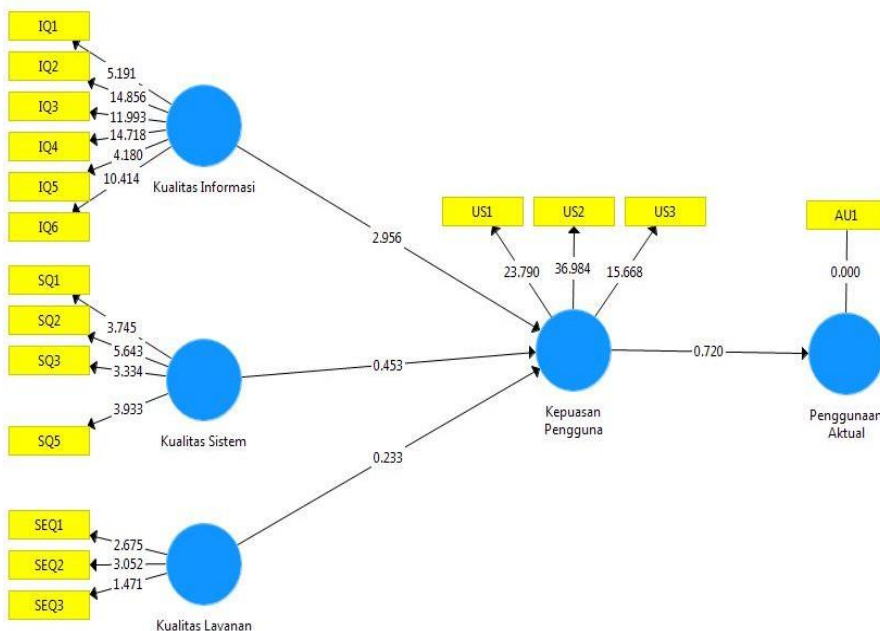 IQ1
5.191
IQ2
14.856
IQ3
11.993
IQ4
14.718
IQ5
4.180
IQ6
10.414
Kualitas Informasi
2.956
US1
US2
US3
AU1
23.790
36.984
15.668
0.000
SQ1
3.745
SQ2
5.643
SQ3
3.334
SQ5
3.933
Kualitas Sistem
0.453
Kepuasan
Pengguna
0.720
Penggunaan
Aktual
0.233
SEQ1
2.675
SEQ2
3.052
SEQ3
1.471
Kualitas Layanan